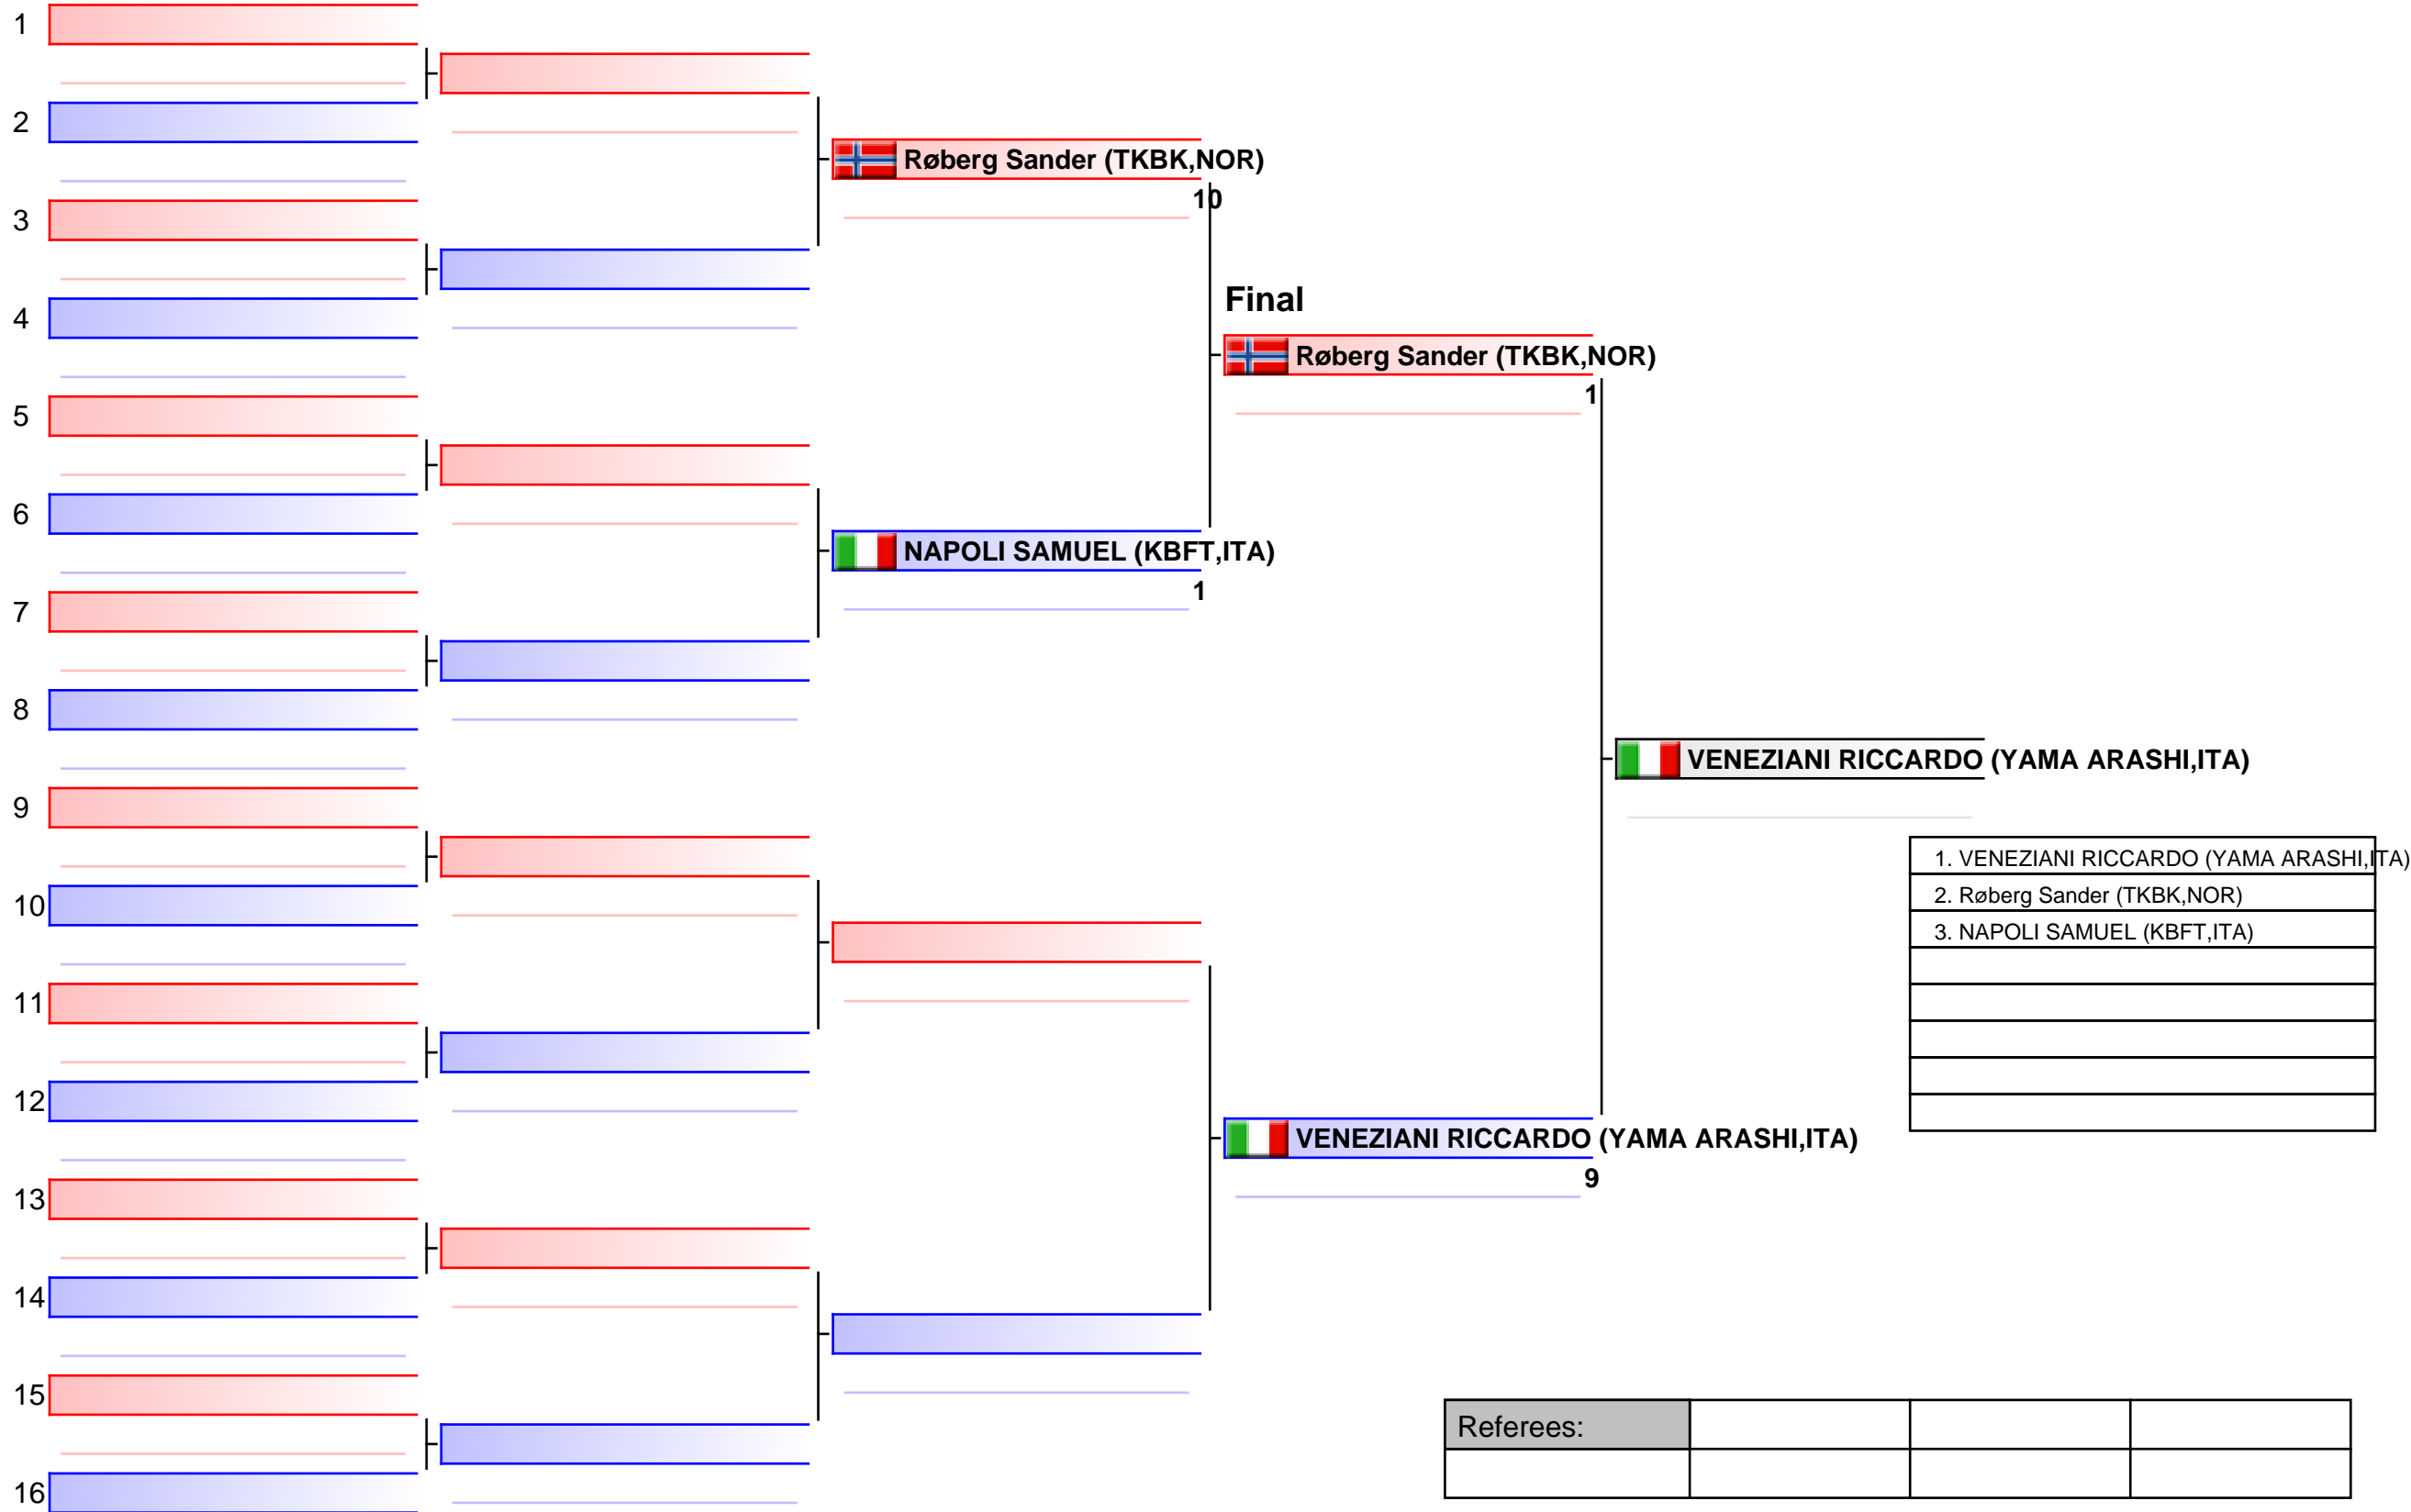 1
2
Røberg Sander (TKBK,NOR)
10
3
Final
4
Røberg Sander (TKBK,NOR)
1
5
6
NAPOLI SAMUEL (KBFT,ITA)
1
7
8
VENEZIANI RICCARDO (YAMA ARASHI,ITA)
9
1. VENEZIANI RICCARDO (YAMA ARASHI,ITA)
2. Røberg Sander (TKBK,NOR)
3. NAPOLI SAMUEL (KBFT,ITA)
10
11
12
VENEZIANI RICCARDO (YAMA ARASHI,ITA)
9
13
14
15
Referees:
16